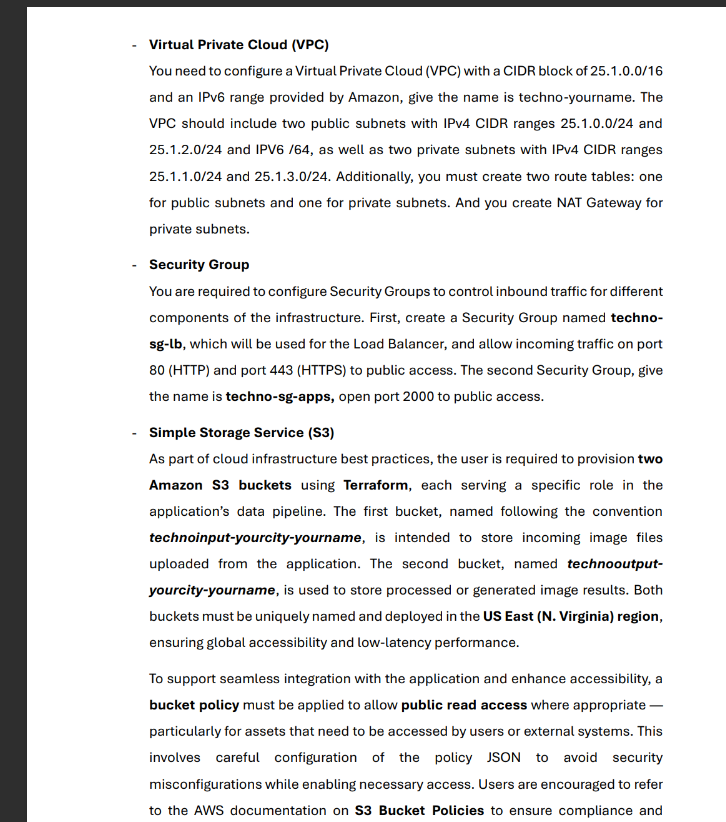 - Virtual Private Cloud (VPC)
You need to configure a Virtual Private Cloud (VPC) with a CIDR block of 25.1.0.0/16
and an IPv6 range provided by Amazon, give the name is techno-yourname. The
VPC should include two public subnets with IPv4 CIDR ranges 25.1.0.0/24 and
25.1.2.0/24 and IPV6 /64, as well as two private subnets with IPv4 CIDR ranges
25.1.1.0/24 and 25.1.3.0/24. Additionally, you must create two route tables: one
for public subnets and one for private subnets. And you create NAT Gateway for
private subnets.
- Security Group
You are required to configure Security Groups to control inbound traffic for different
components of the infrastructure. First, create a Security Group named techno-
sg-lb, which will be used for the Load Balancer, and allow incoming traffic on port
80 (HTTP) and port 443 (HTTPS) to public access. The second Security Group, give
the name is techno-sg-apps, open port 2000 to public access.
- Simple Storage Service (S3)
As part of cloud infrastructure best practices, the user is required to provision two
Amazon S3 buckets using Terraform, each serving a specific role in the
application's data pipeline. The first bucket, named following the convention
technoinput-yourcity-yourname, is intended to store incoming image files
uploaded from the application. The second bucket, named technooutput-
yourcity-yourname, is used to store processed or generated image results. Both
buckets must be uniquely named and deployed in the US East (N. Virginia) region,
ensuring global accessibility and low-latency performance.
To support seamless integration with the application and enhance accessibility, a
bucket policy must be applied to allow public read access where appropriate —
particularly for assets that need to be accessed by users or external systems. This
involves careful configuration of the policy JSON to avoid security
misconfigurations while enabling necessary access. Users are encouraged to refer
to the AWS documentation on S3 Bucket Policies to ensure compliance and